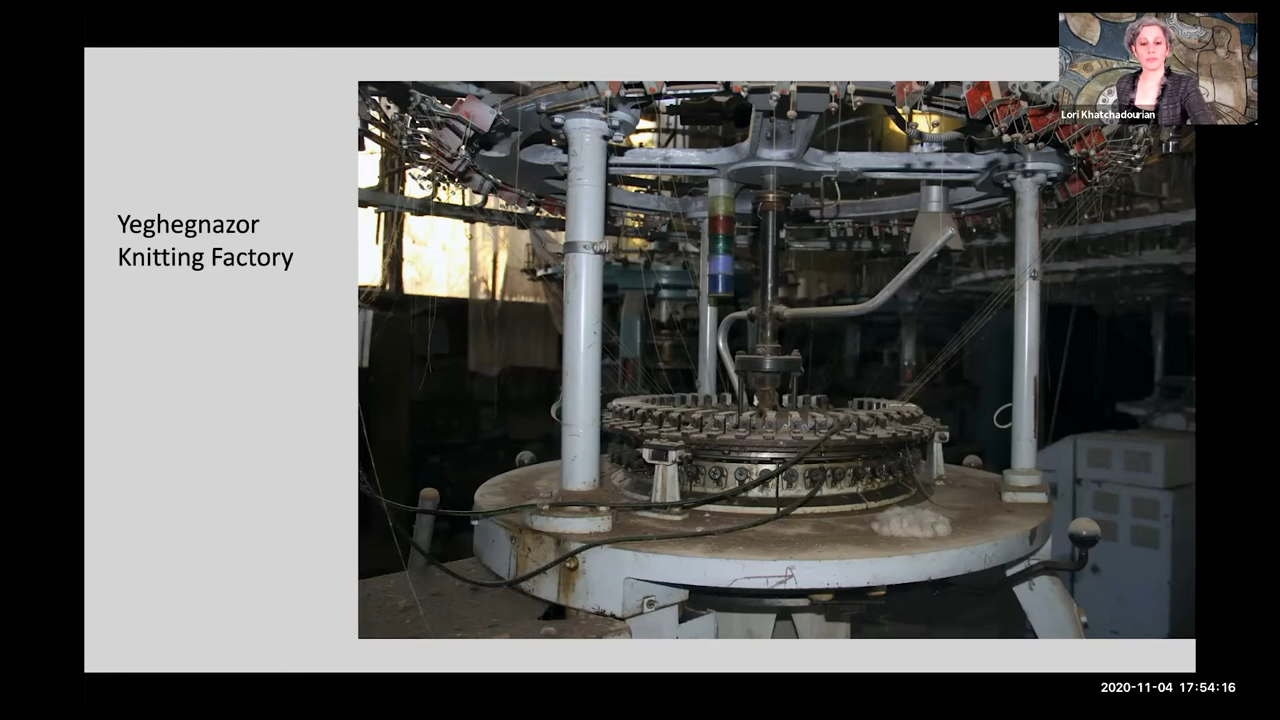 Lori Khatchadourian
Yeghegnazor
Knitting Factory
2020-11-04 17:54:16